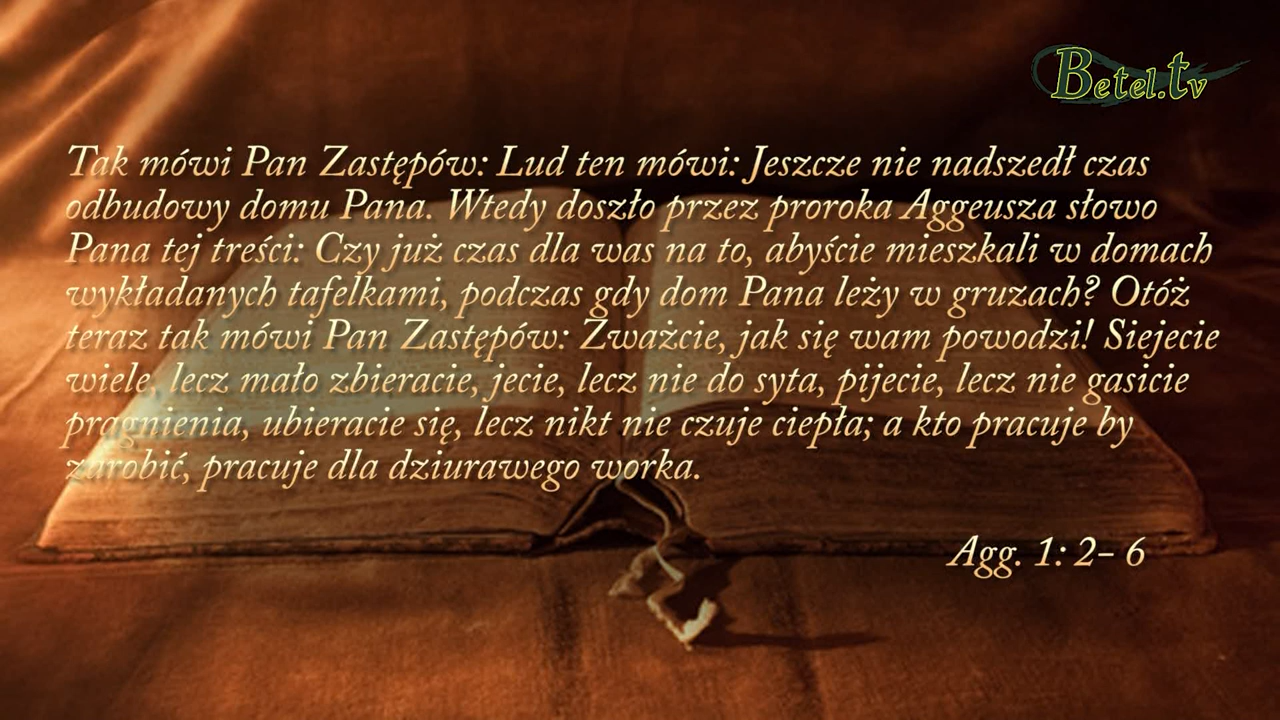 Betel.tv
Tak mówi Pan Zastępów: Lud ten mówi: Jeszcze nie nadszedł czas
odbudowy domu Pana. Wtedy doszło przez proroka Aggeusza słowo
Pana tej treści: Czy już czas dla was na to, abyście mieszkali w domach
wykładanych tafelkami, podczas gdy dom Pana leży w gruzach? Otóż
teraz tak mówi Pan Zastępów: Zważcie, jak się wam powodzi! Siejecie
wiele, lecz mało zbieracie, jecie, lecz nie do syta, pijecie, lecz nie gasicie
pragnienia, ubieracie się, lecz nikt nie czuje ciepła; a kto pracuje by
zarobić, pracuje dla dziurawego worka.
Agg. 1: 2– 6